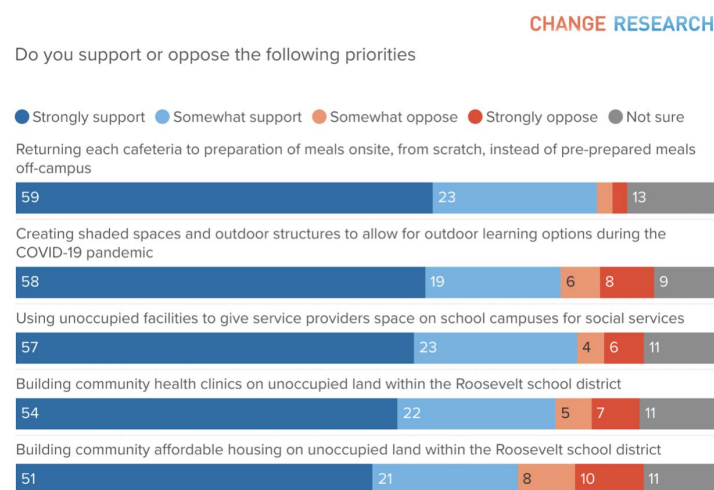 CHANGE RESEARCH
Do you support or oppose the following priorities
Strongly support Somewhat support Somewhat oppose Strongly oppose Not sure
Returning each cafeteria to preparation of meals onsite, from scratch, instead of pre-prepared meals
off-campus
59 23 13
Creating shaded spaces and outdoor structures to allow for outdoor learning options during the
COVID-19 pandemic
58 19 6 8 9
Using unoccupied facilities to give service providers space on school campuses for social services
57 23 4 6 11
Building community health clinics on unoccupied land within the Roosevelt school district
54 22 5 7 11
Building community affordable housing on unoccupied land within the Roosevelt school district
51 21 8 10 11